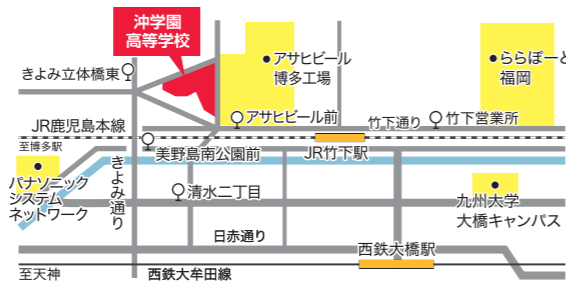 沖学園
高等学校
きよみ立体橋東
アサヒビール
博多工場
ららぽーと
福岡
アサヒビール前
竹下通り
竹下営業所
JR鹿児島本線
至博多駅
美野島南公園前
JR竹下駅
パナソニック
システム
ネットワーク
きよみ通り
清水二丁目
九州大学
大橋キャンパス
日赤通り
西鉄大橋駅
至天神
西鉄大牟田線